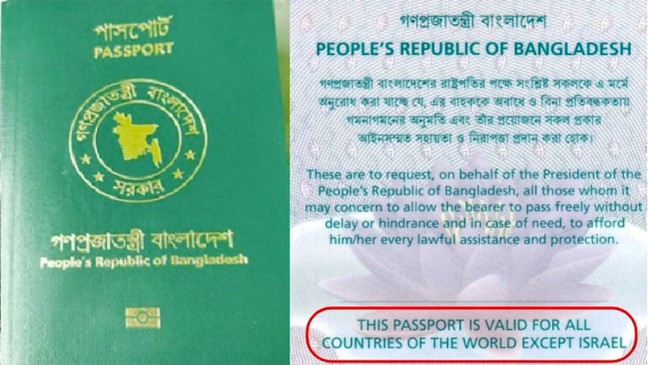 পাসপোর্ট
PASSPORT
গণপ্রজাতন্ত্রী বাংলাদেশ
সরকার
গণপ্রজাতন্ত্রী বাংলাদেশ
People's Republic of Bangladesh
গণপ্রজাতন্ত্রী বাংলাদেশ
PEOPLE'S REPUBLIC OF BANGLADESH
গণপ্রজাতন্ত্রী বাংলাদেশের রাষ্ট্রপতির পক্ষে সংশ্লিষ্ট সকলকে এ মর্মে
অনুরোধ করা যাচ্ছে যে, এর বাহককে অবাধে ও বিনা প্রতিবন্ধকতায়
গমনাগমনের অনুমতি এবং তাঁর প্রয়োজনে সকল প্রকার
আইনসম্মত সহায়তা ও নিরাপত্তা প্রদান করা হোক।
These are to request, on behalf of the President of the
People's Republic of Bangladesh, all those whom it
may concern to allow the bearer to pass freely without
delay or hindrance and in case of need, to afford
him/her every lawful assistance and protection.
THIS PASSPORT IS VALID FOR ALL
COUNTRIES OF THE WORLD EXCEPT ISRAEL